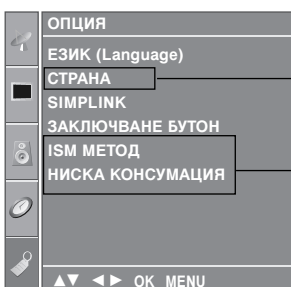 ОПЦИЯ
ЕЗИК (Language)
СТРАНА
SIMPLINK
ЗАКЛЮЧВАНЕ БУТОН
ISM МЕТОД
НИСКА КОНСУМАЦИЯ
▲▼ ◄► OK MENU